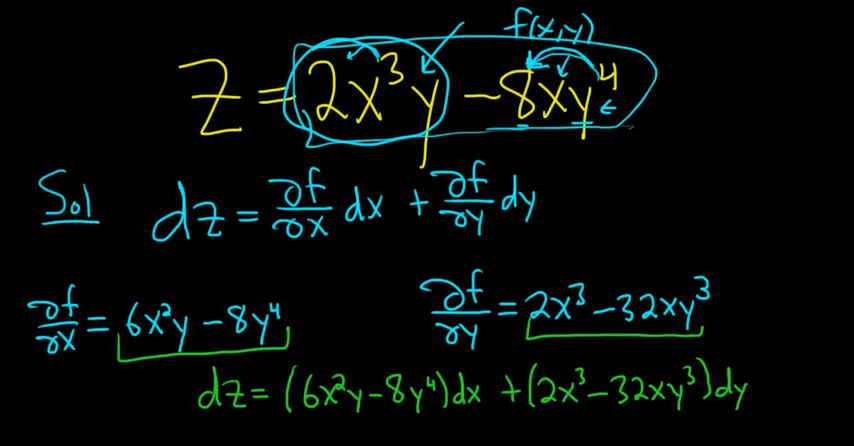 f(x,y)
Z = 2x³y − 8xy⁴
Sol dz = ∂f/∂x dx + ∂f/∂y dy
∂f/∂x = 6x²y − 8y⁴
∂f/∂y = 2x³ − 32xy³
dz = (6x²y − 8y⁴)dx + (2x³ − 32xy³)dy